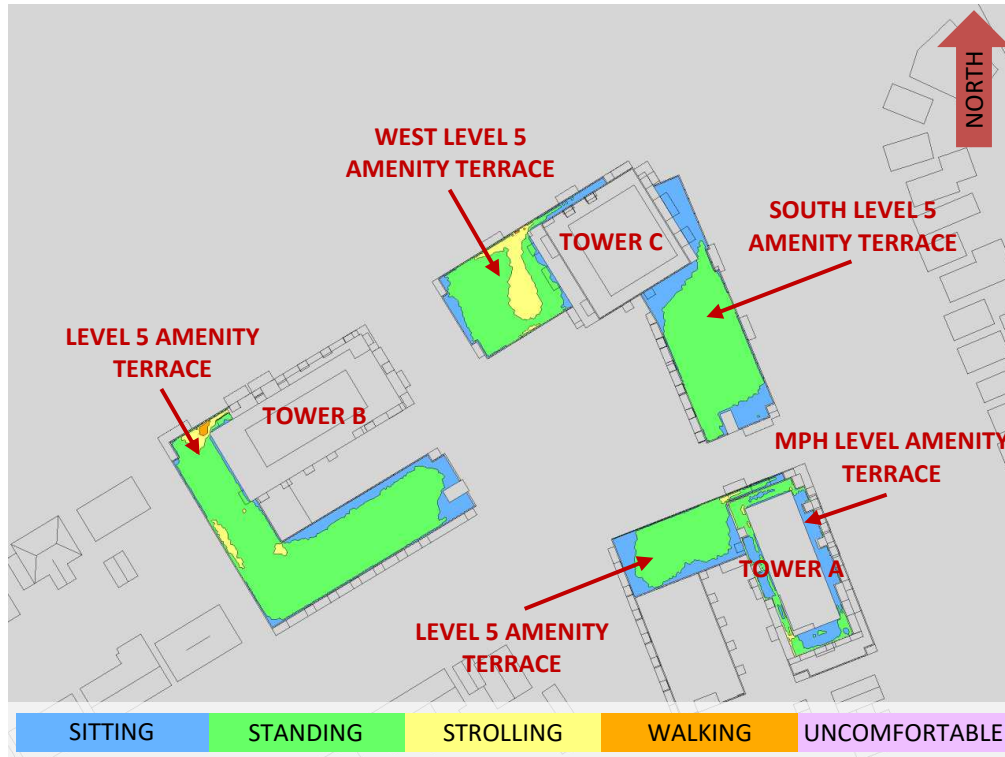 NORTH
WEST LEVEL 5
AMENITY TERRACE
TOWER C
SOUTH LEVEL 5
AMENITY TERRACE
LEVEL 5 AMENITY
TERRACE
TOWER B
MPH LEVEL AMENITY
TERRACE
TOWER A
LEVEL 5 AMENITY
TERRACE
SITTING
STANDING
STROLLING
WALKING
UNCOMFORTABLE